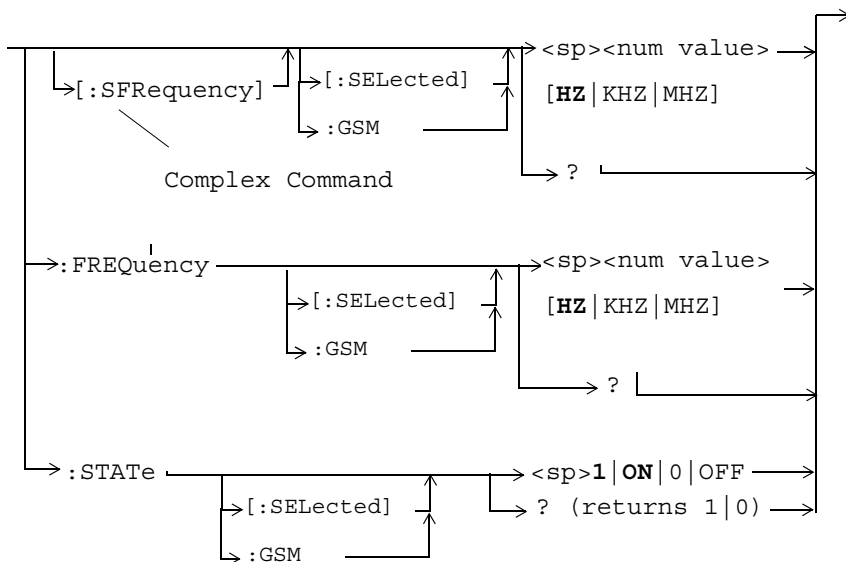 <sp><num value>
[:SFRequency]
[:SELected]
[HZ|KHZ|MHZ]
:GSM
Complex Command
?
:FREQuency
<sp><num value>
[:SELected]
[HZ|KHZ|MHZ]
:GSM
?
:STATe
<sp>1|ON|0|OFF
[:SELected]
? (returns 1|0)
:GSM